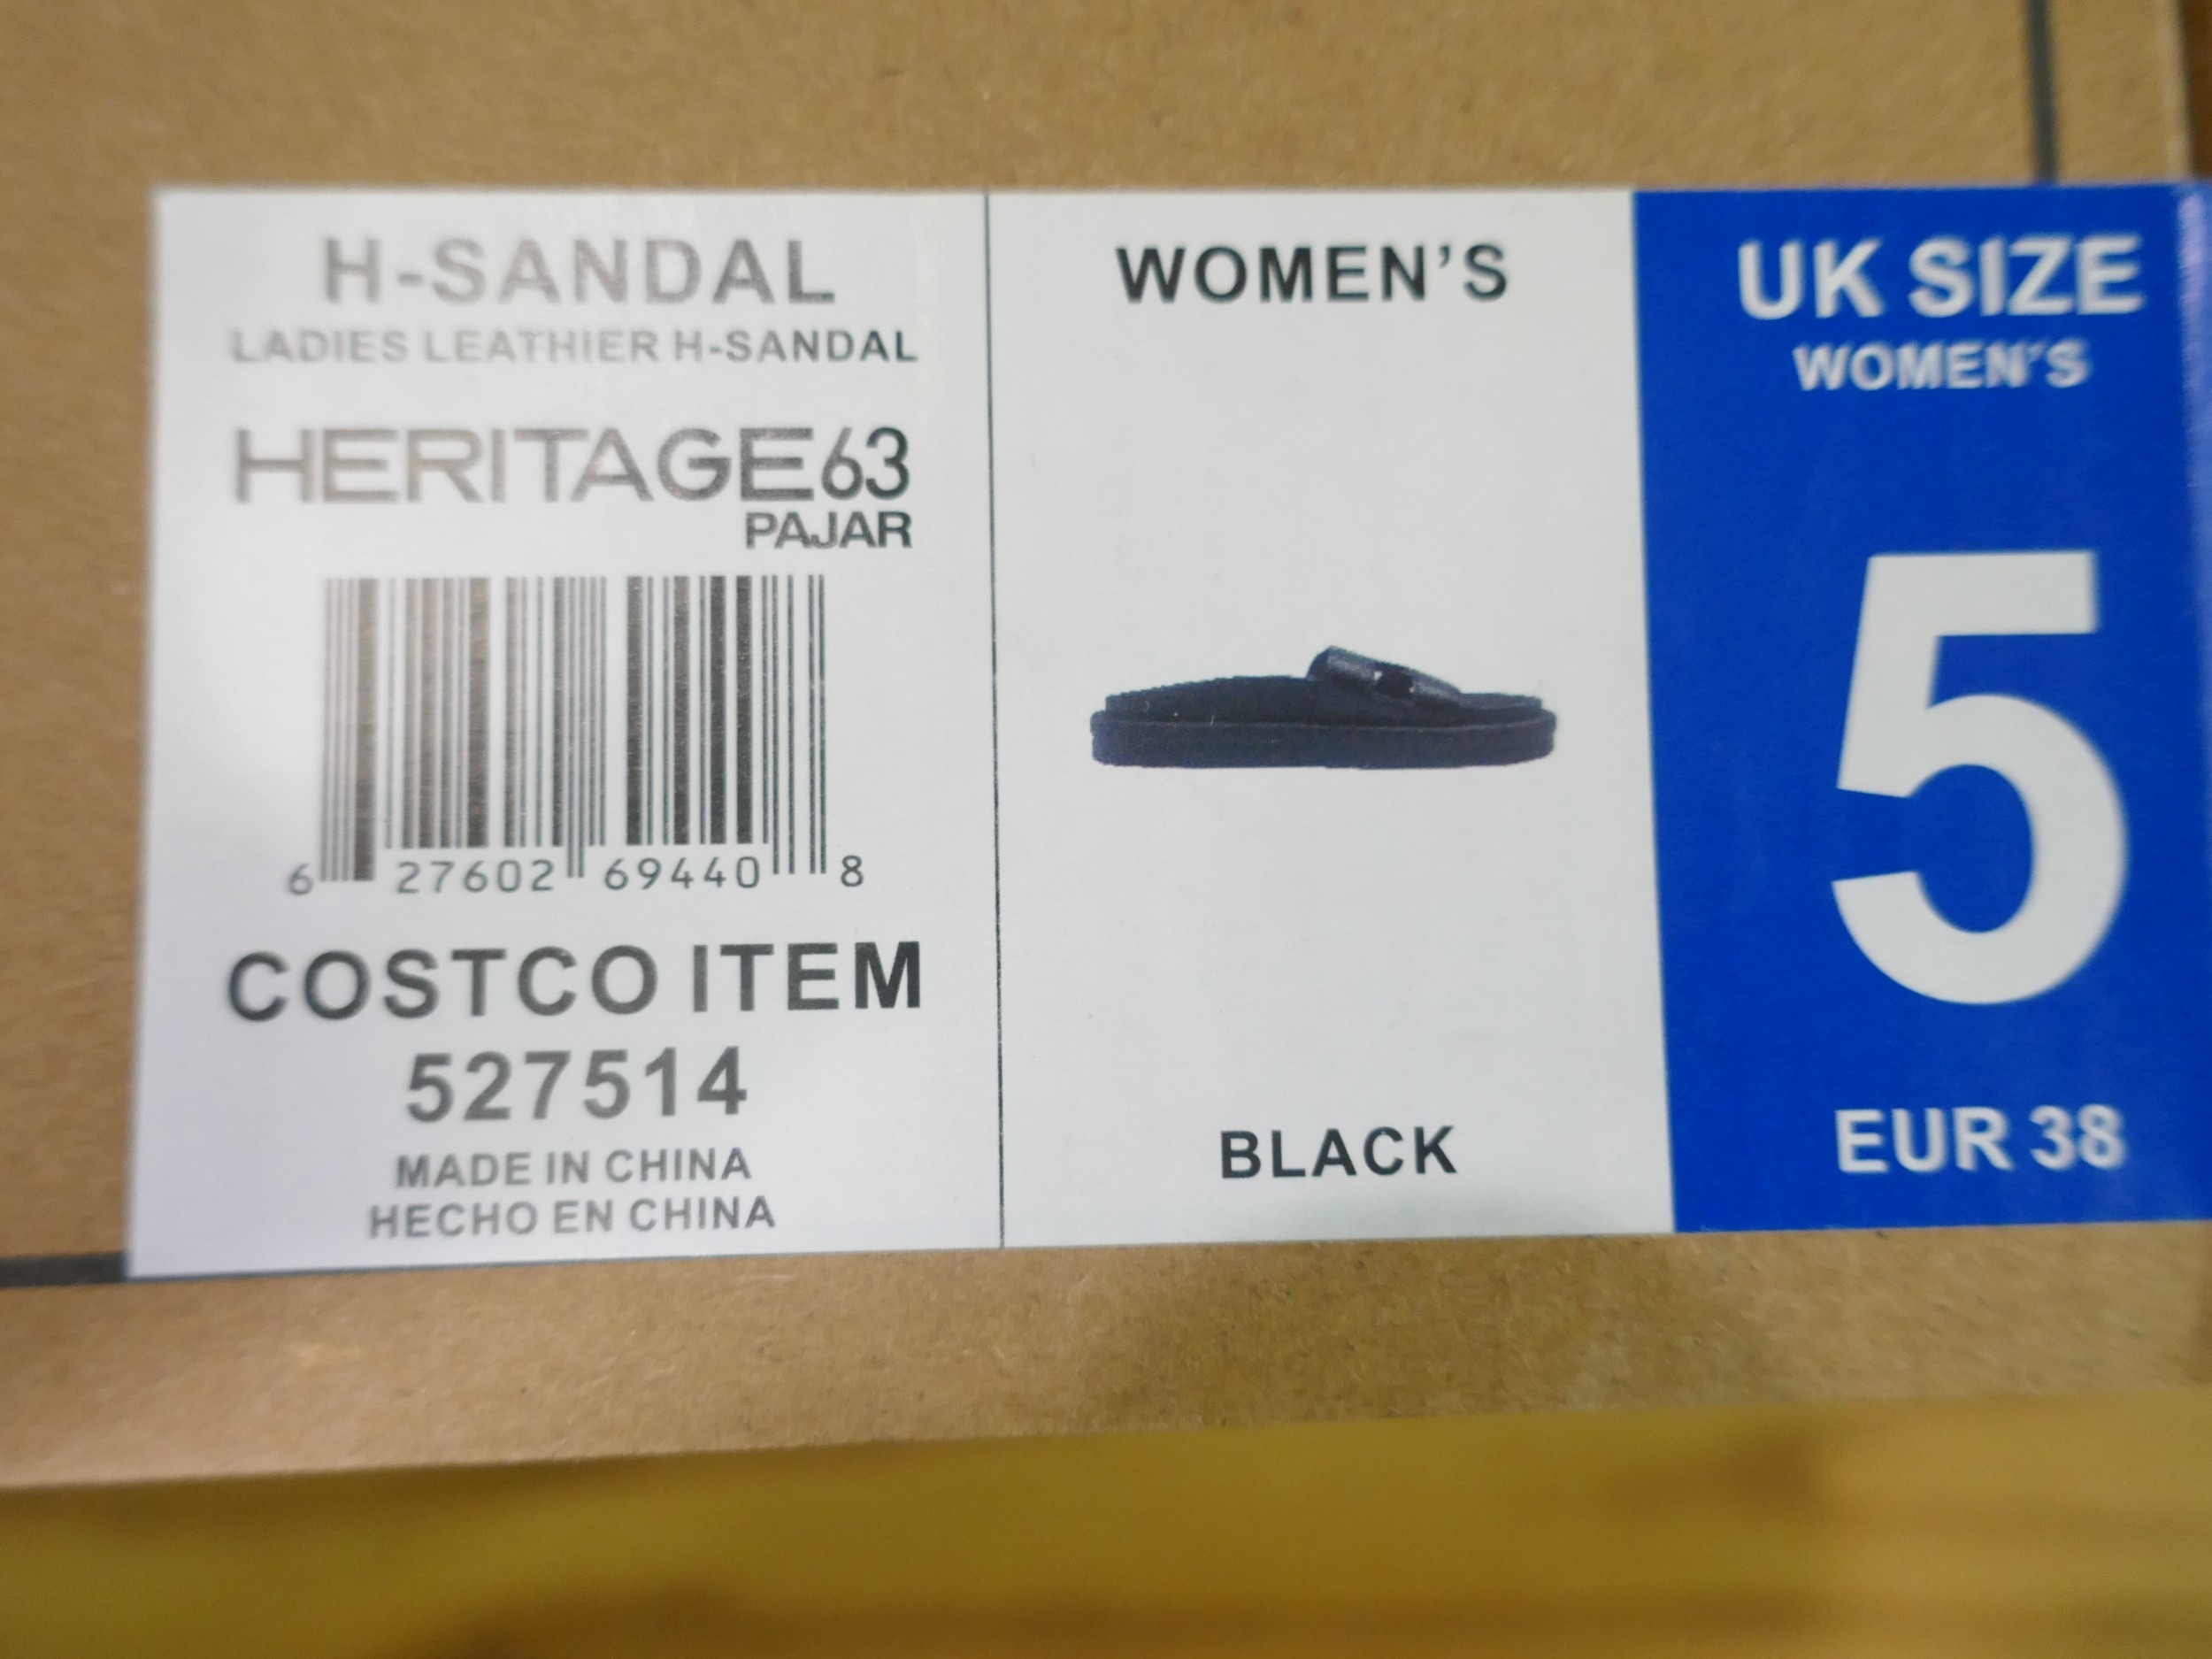 H-SANDAL
LADIES LEATHIER H-SANDAL
HERITAGE63
PAJAR
6 27602 69440 8
COSTCO ITEM
527514
MADE IN CHINA
HECHO EN CHINA
WOMEN'S
BLACK
UK SIZE
WOMEN'S
5
EUR 38